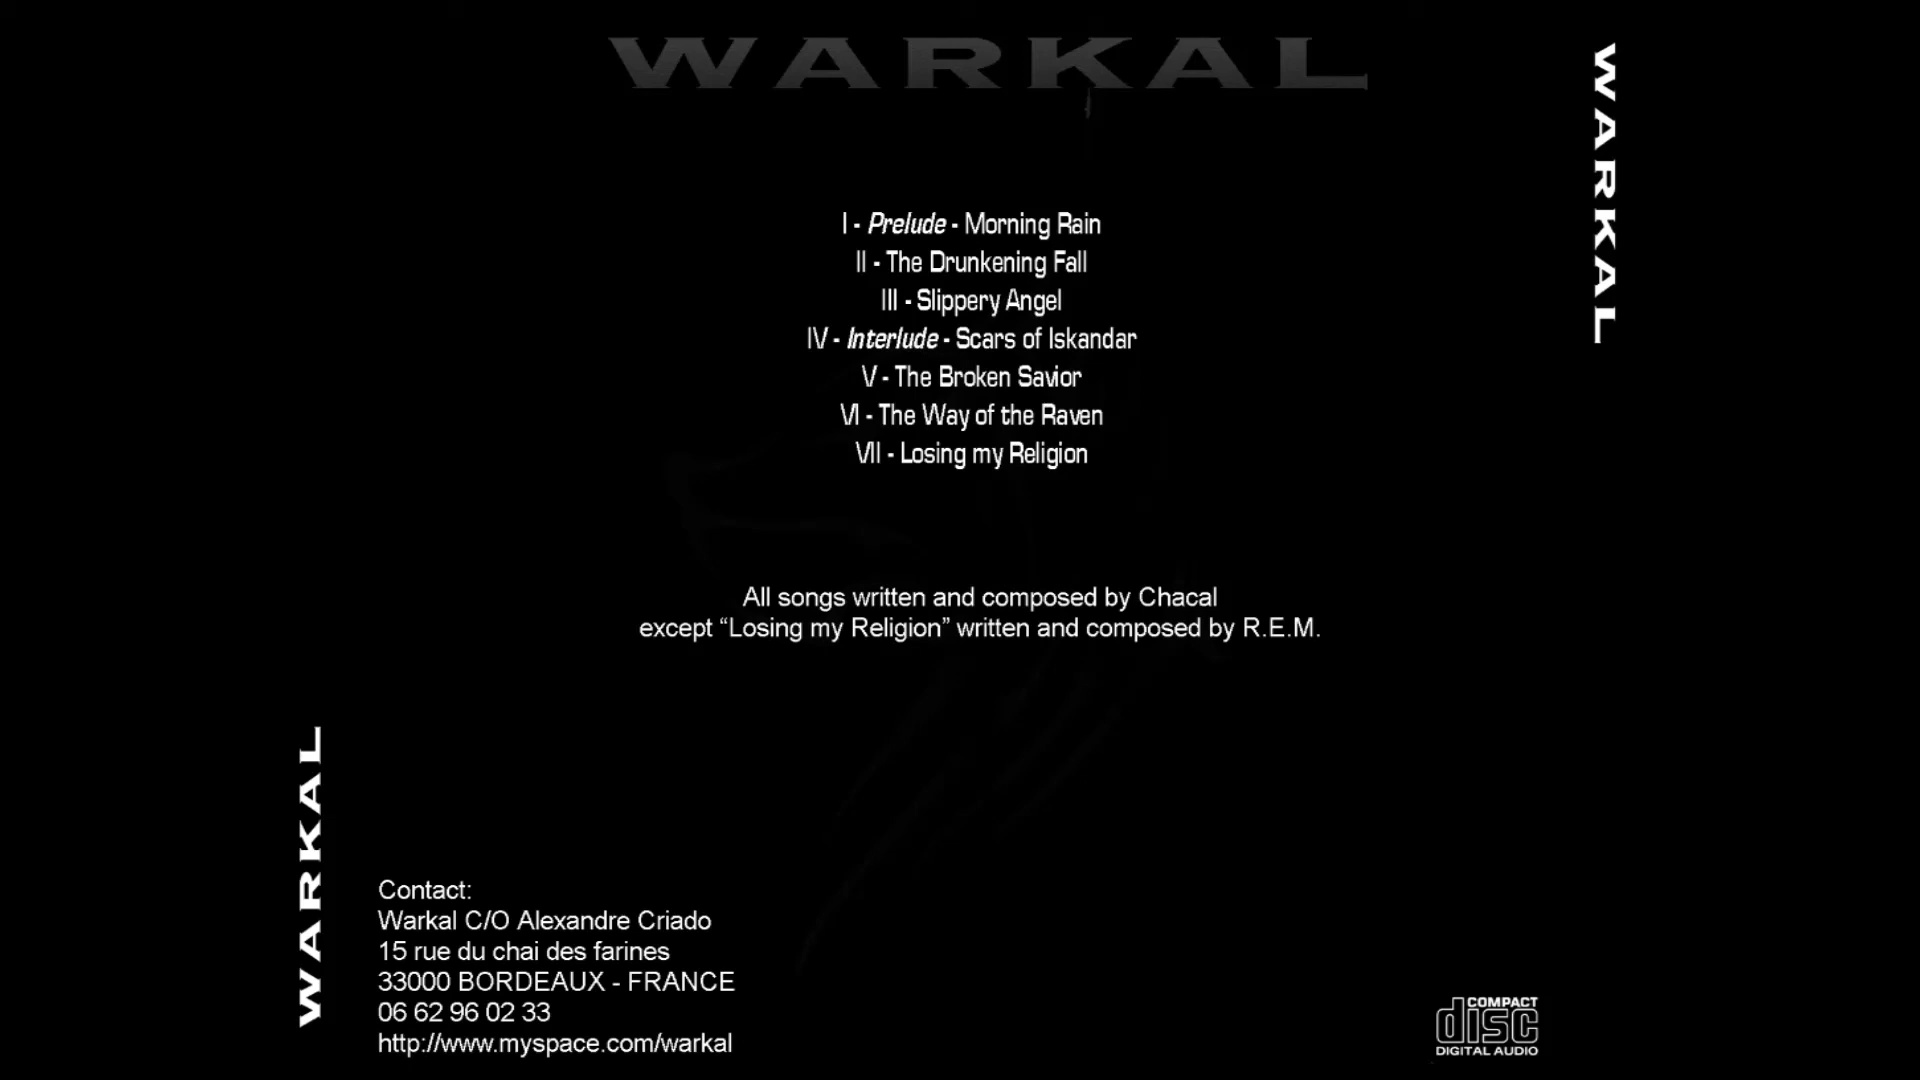 WARKAL
WARKAL
I - Prelude - Morning Rain
II - The Drunkening Fall
III - Slippery Angel
IV - Interlude - Scars of Iskandar
V - The Broken Savior
VI - The Way of the Raven
VII - Losing my Religion
All songs written and composed by Chacal
except “Losing my Religion” written and composed by R.E.M.
WARKAL
Contact:
Warkal C/O Alexandre Criado
15 rue du chai des farines
33000 BORDEAUX - FRANCE
06 62 96 02 33
http://www.myspace.com/warkal
COMPACT
disc
DIGITAL AUDIO